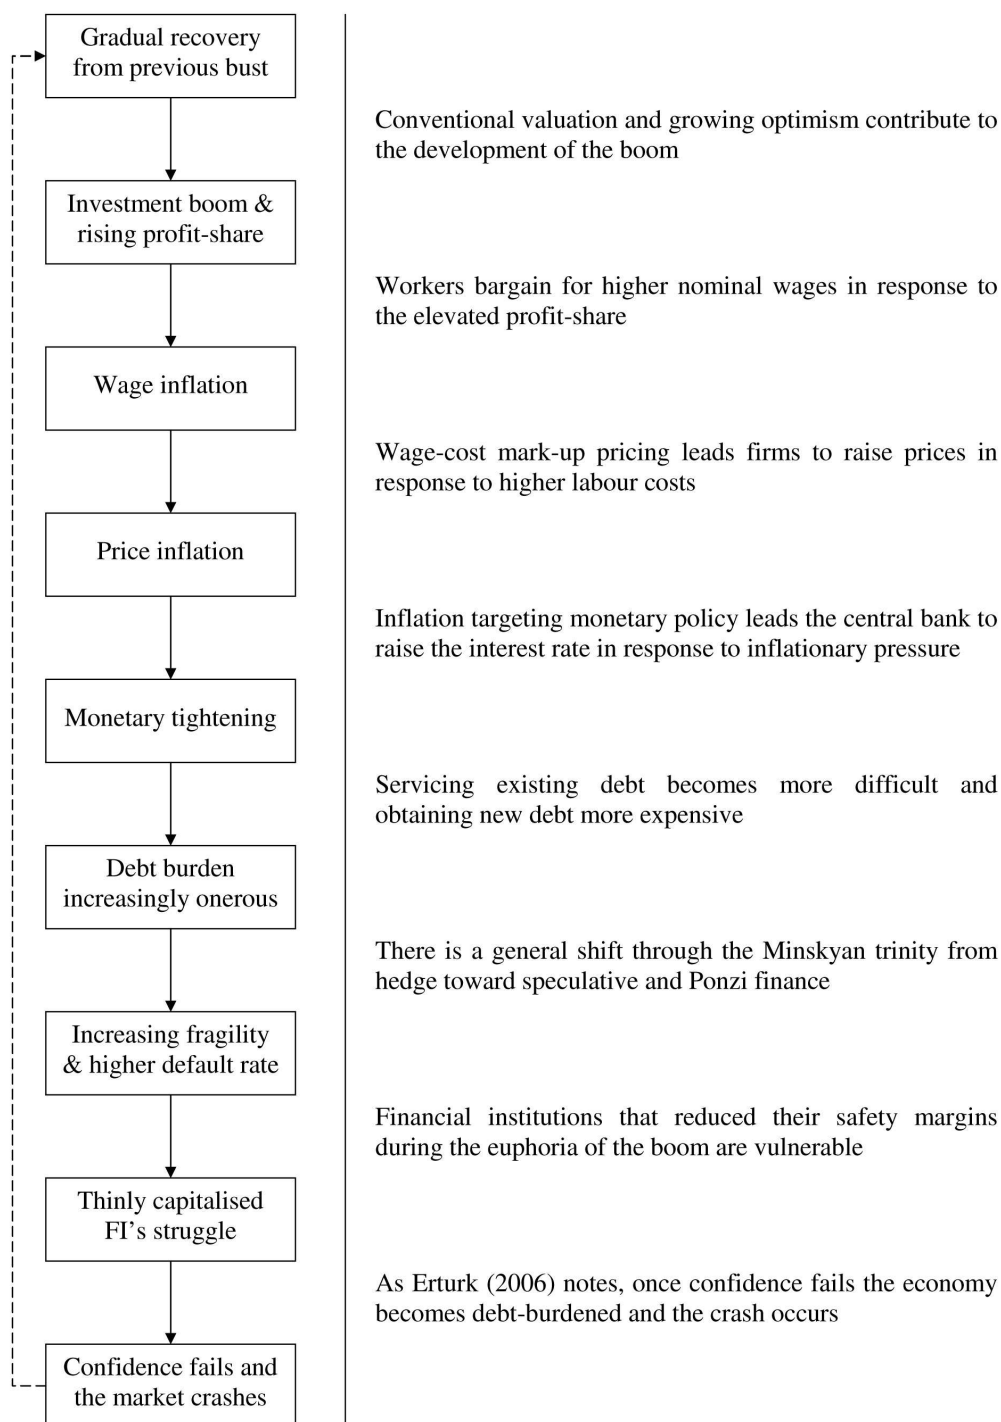 Gradual recovery
from previous bust
Conventional valuation and growing optimism contribute to
the development of the boom
Investment boom &
rising profit-share
Workers bargain for higher nominal wages in response to
the elevated profit-share
Wage inflation
Wage-cost mark-up pricing leads firms to raise prices in
response to higher labour costs
Price inflation
Inflation targeting monetary policy leads the central bank to
raise the interest rate in response to inflationary pressure
Monetary tightening
Servicing existing debt becomes more difficult and
obtaining new debt more expensive
Debt burden
increasingly onerous
There is a general shift through the Minskyan trinity from
hedge toward speculative and Ponzi finance
Increasing fragility
& higher default rate
Financial institutions that reduced their safety margins
during the euphoria of the boom are vulnerable
Thinly capitalised
FI’s struggle
As Erturk (2006) notes, once confidence fails the economy
becomes debt-burdened and the crash occurs
Confidence fails and
the market crashes